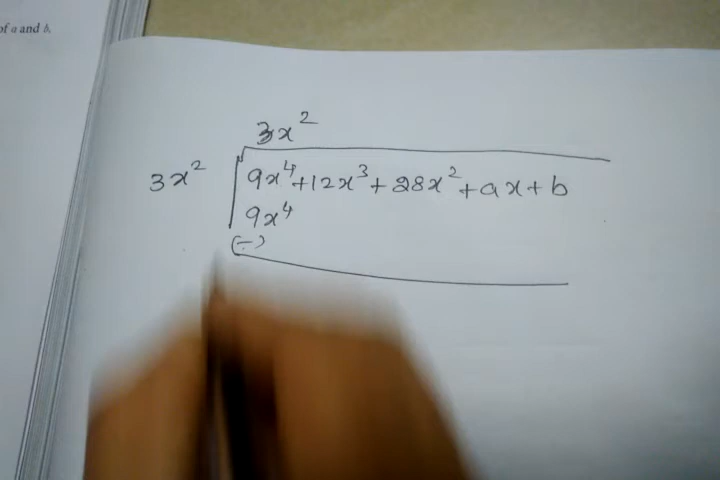 of a and b.
3x²
3x² 9x⁴+12x³+28x²+ax+b
9x⁴
(-)